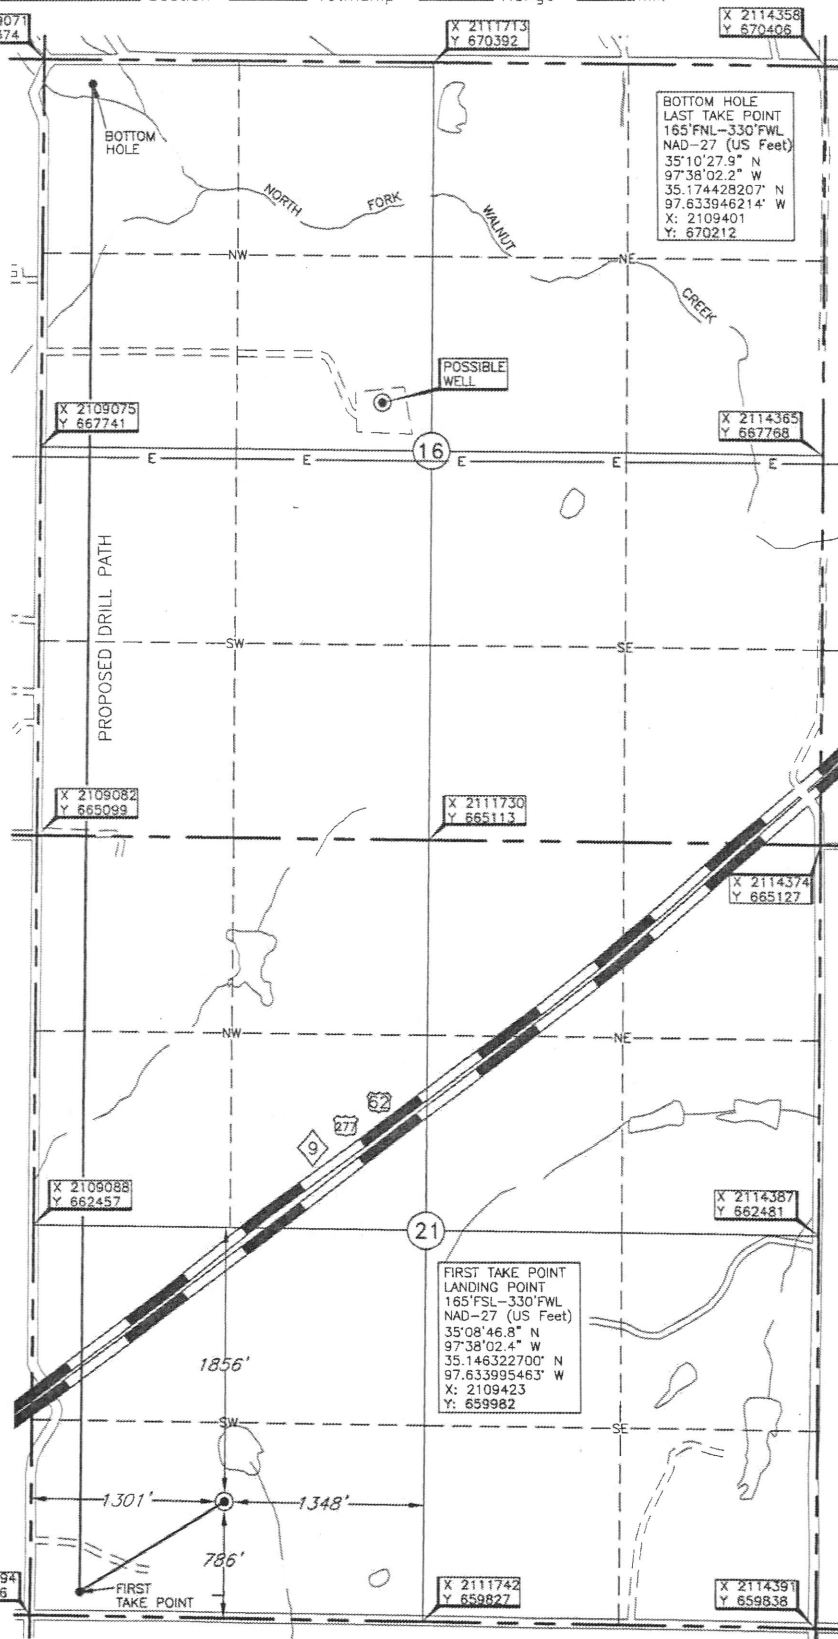 X 2111713
Y 670392
X 2114358
Y 670406
BOTTOM
HOLE
BOTTOM HOLE
LAST TAKE POINT
165'FNL-330'FWL
NAD-27 (US Feet)
35°10'27.9" N
97°38'02.2" W
35.174428207° N
97.633946214° W
X: 2109401
Y: 670212
NORTH FORK WALNUT CREEK
NW
NE
POSSIBLE
WELL
X 2109075
Y 667741
X 2114365
Y 667768
16
E E E E E
PROPOSED DRILL PATH
SW
SE
X 2109082
Y 665099
X 2111730
Y 665113
X 2114374
Y 665127
NW
NE
62
277
9
X 2109088
Y 662457
X 2114387
Y 662481
21
FIRST TAKE POINT
LANDING POINT
165'FSL-330'FWL
NAD-27 (US Feet)
35°08'46.8" N
97°38'02.4" W
35.146322700° N
97.633995463° W
X: 2109423
Y: 659982
1856'
SW
SE
1301'
1348'
786'
FIRST
TAKE POINT
X 2111742
Y 659827
X 2114391
Y 659838